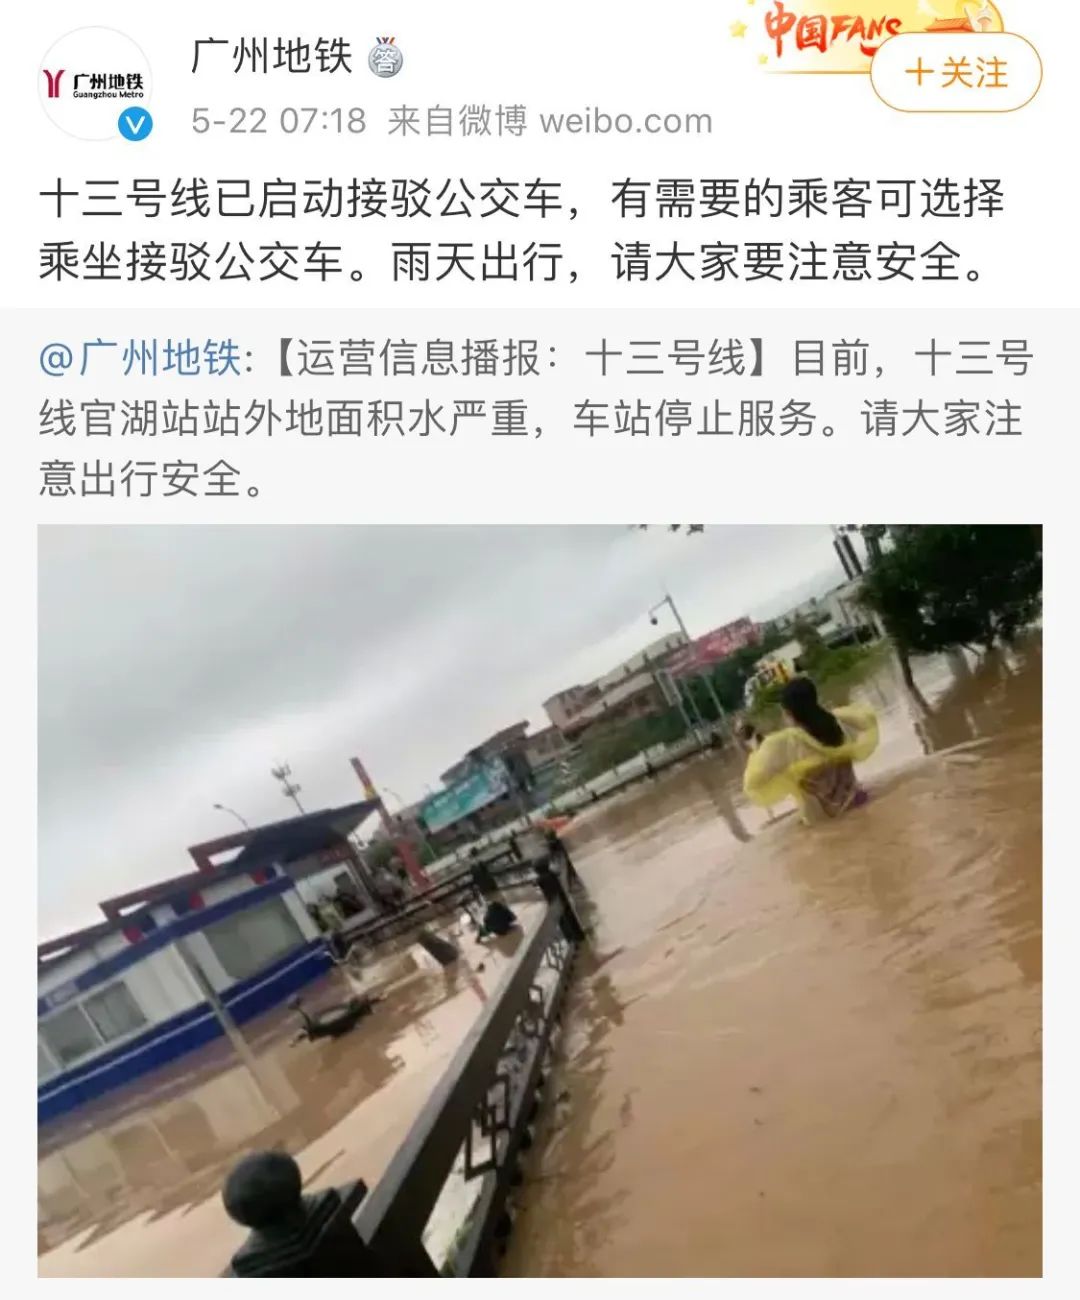 中国FANS
广州地铁 答
广州地铁
Guangzhou Metro
+关注
5-22 07:18 来自微博 weibo.com
十三号线已启动接驳公交车，有需要的乘客可选择
乘坐接驳公交车。雨天出行，请大家要注意安全。
@广州地铁:【运营信息播报：十三号线】目前，十三号
线官湖站站外地面积水严重，车站停止服务。请大家注
意出行安全。